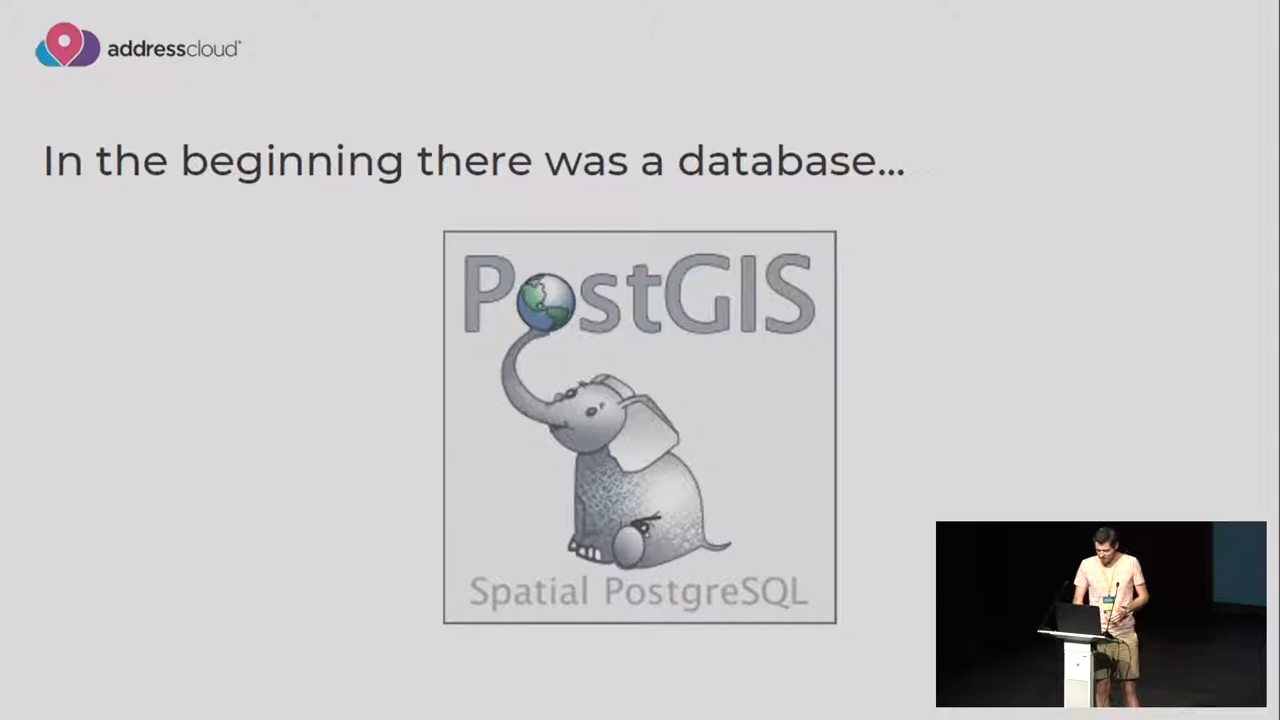 addresscloud
In the beginning there was a database...
PostGIS
Spatial PostgreSQL